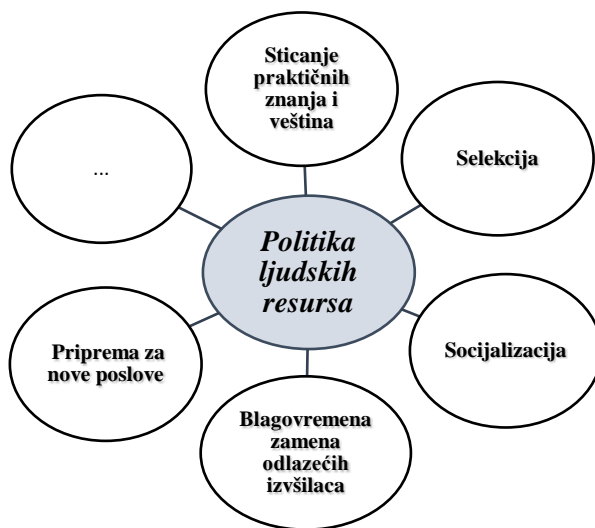 Sticanje
praktičnih
znanja i
veština
Selekcija
Socijalizacija
Blagovremena
zamena
odlazećih
izvšilaca
Priprema za
nove poslove
...
Politika
ljudskih
resursa